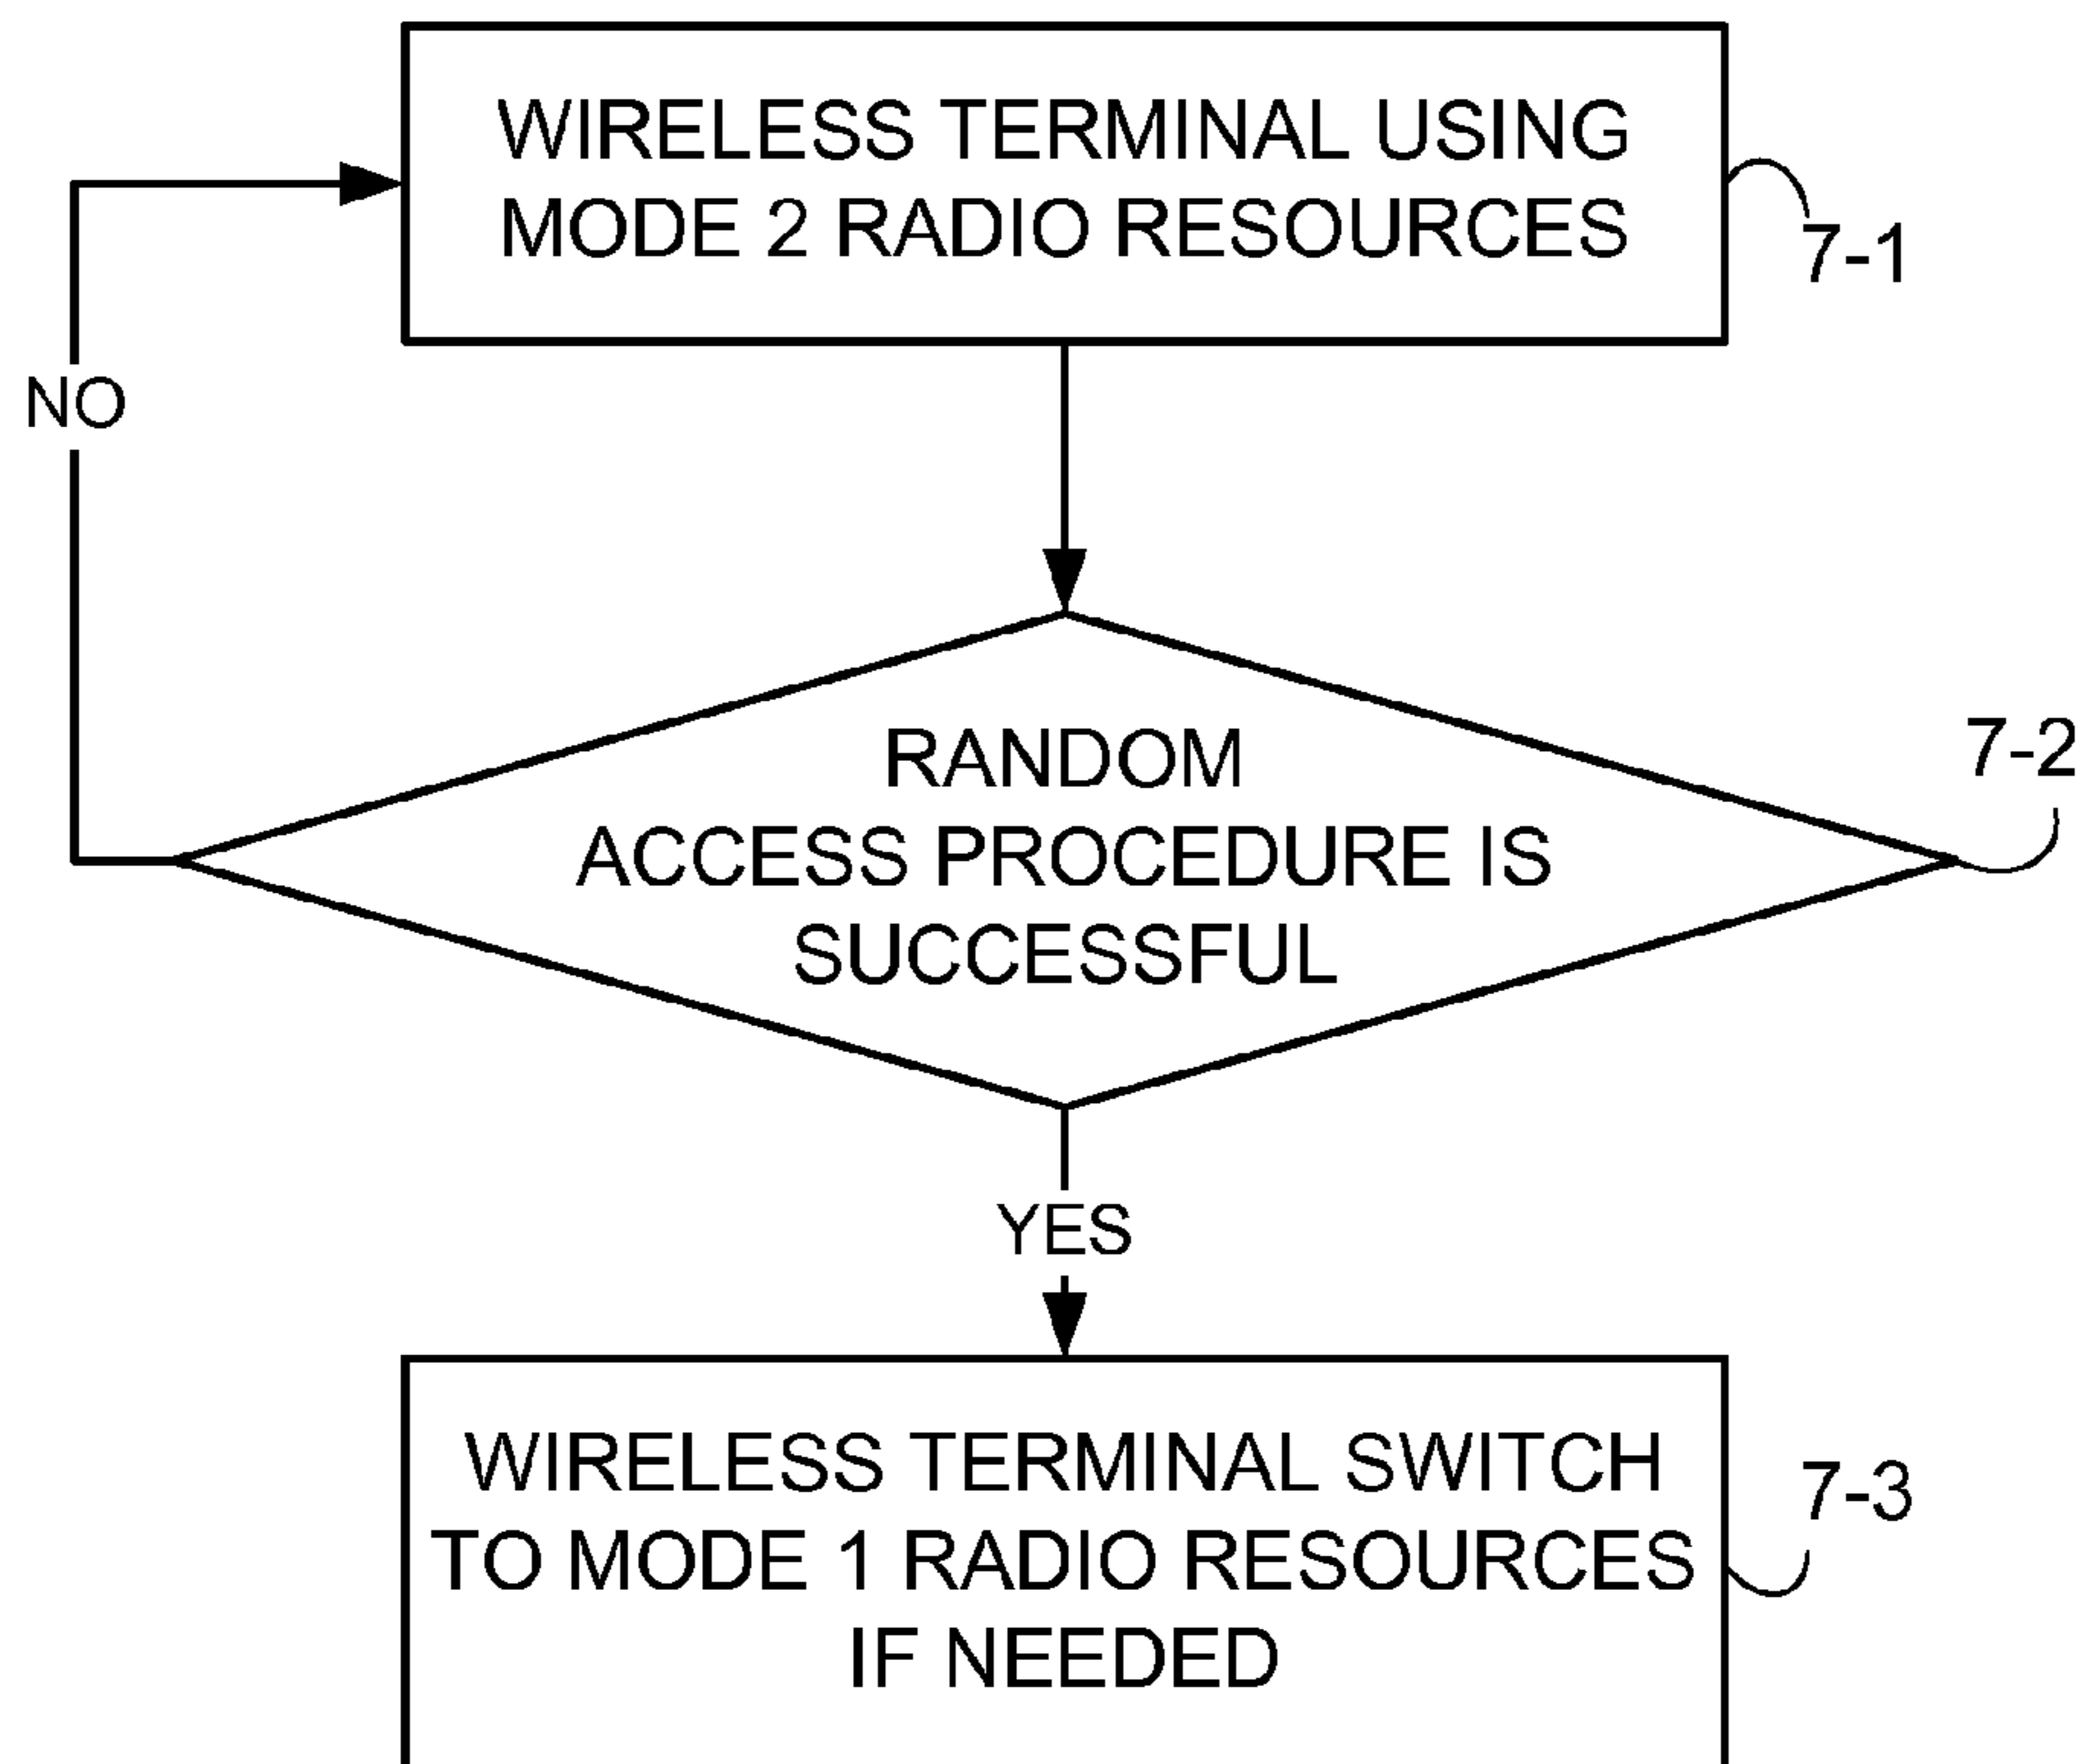 WIRELESS TERMINAL USING
MODE 2 RADIO RESOURCES
7-1
NO
RANDOM
ACCESS PROCEDURE IS
SUCCESSFUL
7-2
YES
WIRELESS TERMINAL SWITCH
TO MODE 1 RADIO RESOURCES
IF NEEDED
7-3